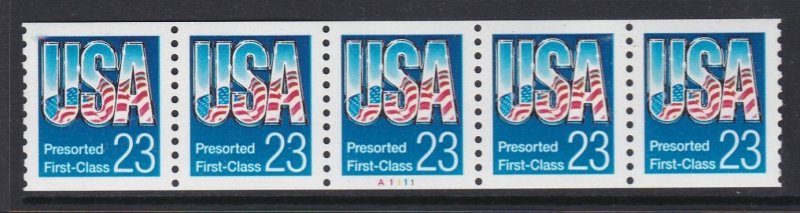 USA USA USA USA USA
Presorted Presorted Presorted Presorted Presorted
First-Class 23 First-Class 23 First-Class 23 First-Class 23 First-Class 23
A1111